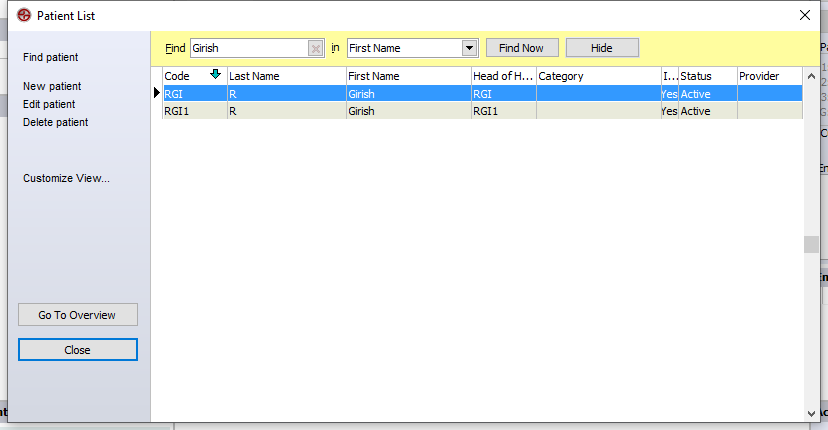 Patient List
Find patient
New patient
Edit patient
Delete patient
Customize View...
Go To Overview
Close
Find Girish in First Name Find Now Hide
Code Last Name First Name Head of H... Category I... Status Provider
RGI R Girish RGI Yes Active
RGI1 R Girish RGI1 Yes Active